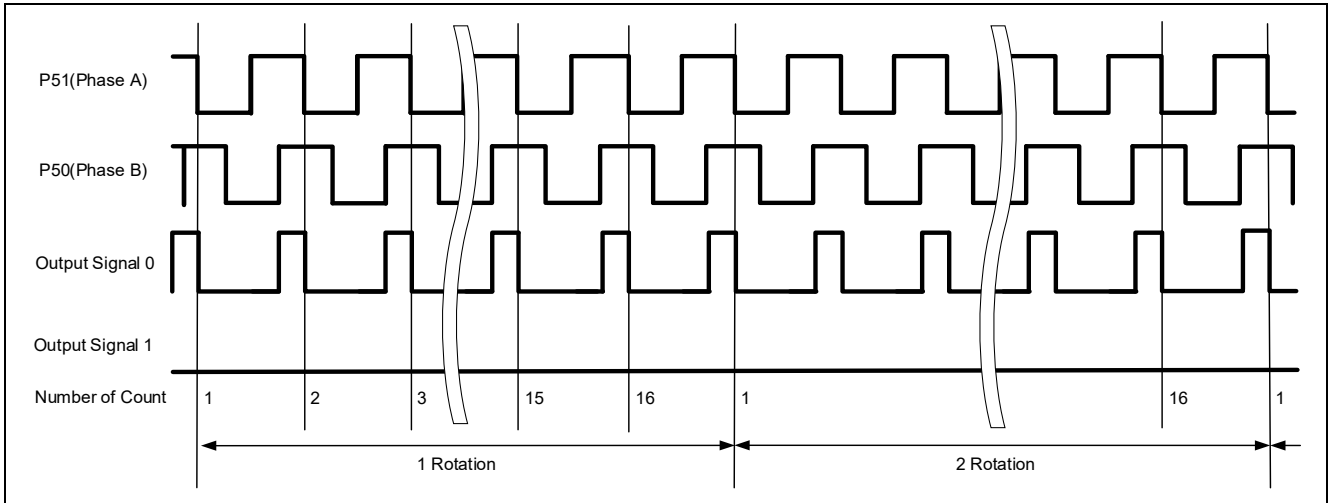 P51(Phase A)
P50(Phase B)
Output Signal 0
Output Signal 1
Number of Count 1 2 3 15 16 1 16 1
1 Rotation 2 Rotation